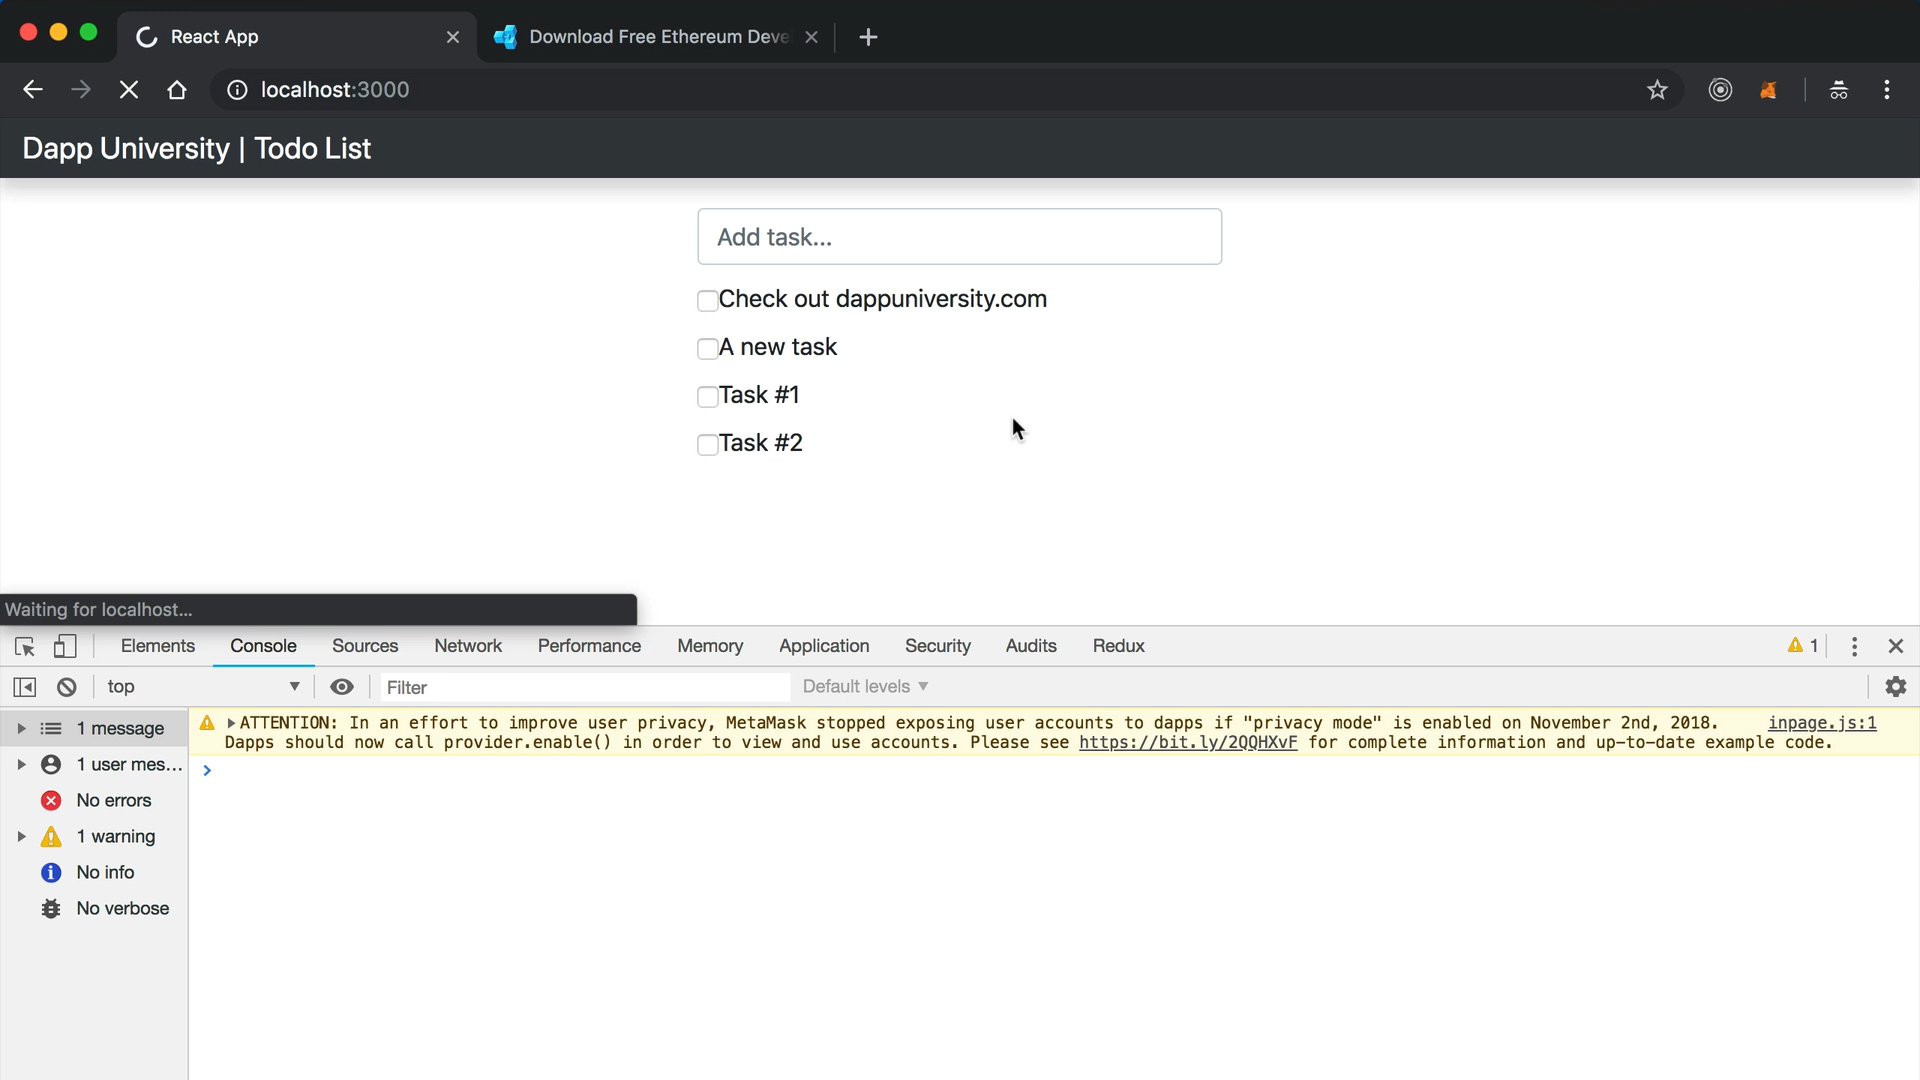 React App
Download Free Ethereum Deve
localhost:3000
Dapp University | Todo List
Add task...
Check out dappuniversity.com
A new task
Task #1
Task #2
Waiting for localhost...
Elements Console Sources Network Performance Memory Application Security Audits Redux 1
top Filter Default levels
1 message
1 user mes...
No errors
1 warning
No info
No verbose
ATTENTION: In an effort to improve user privacy, MetaMask stopped exposing user accounts to dapps if "privacy mode" is enabled on November 2nd, 2018. inpage.js:1
Dapps should now call provider.enable() in order to view and use accounts. Please see https://bit.ly/2QQHXvF for complete information and up-to-date example code.